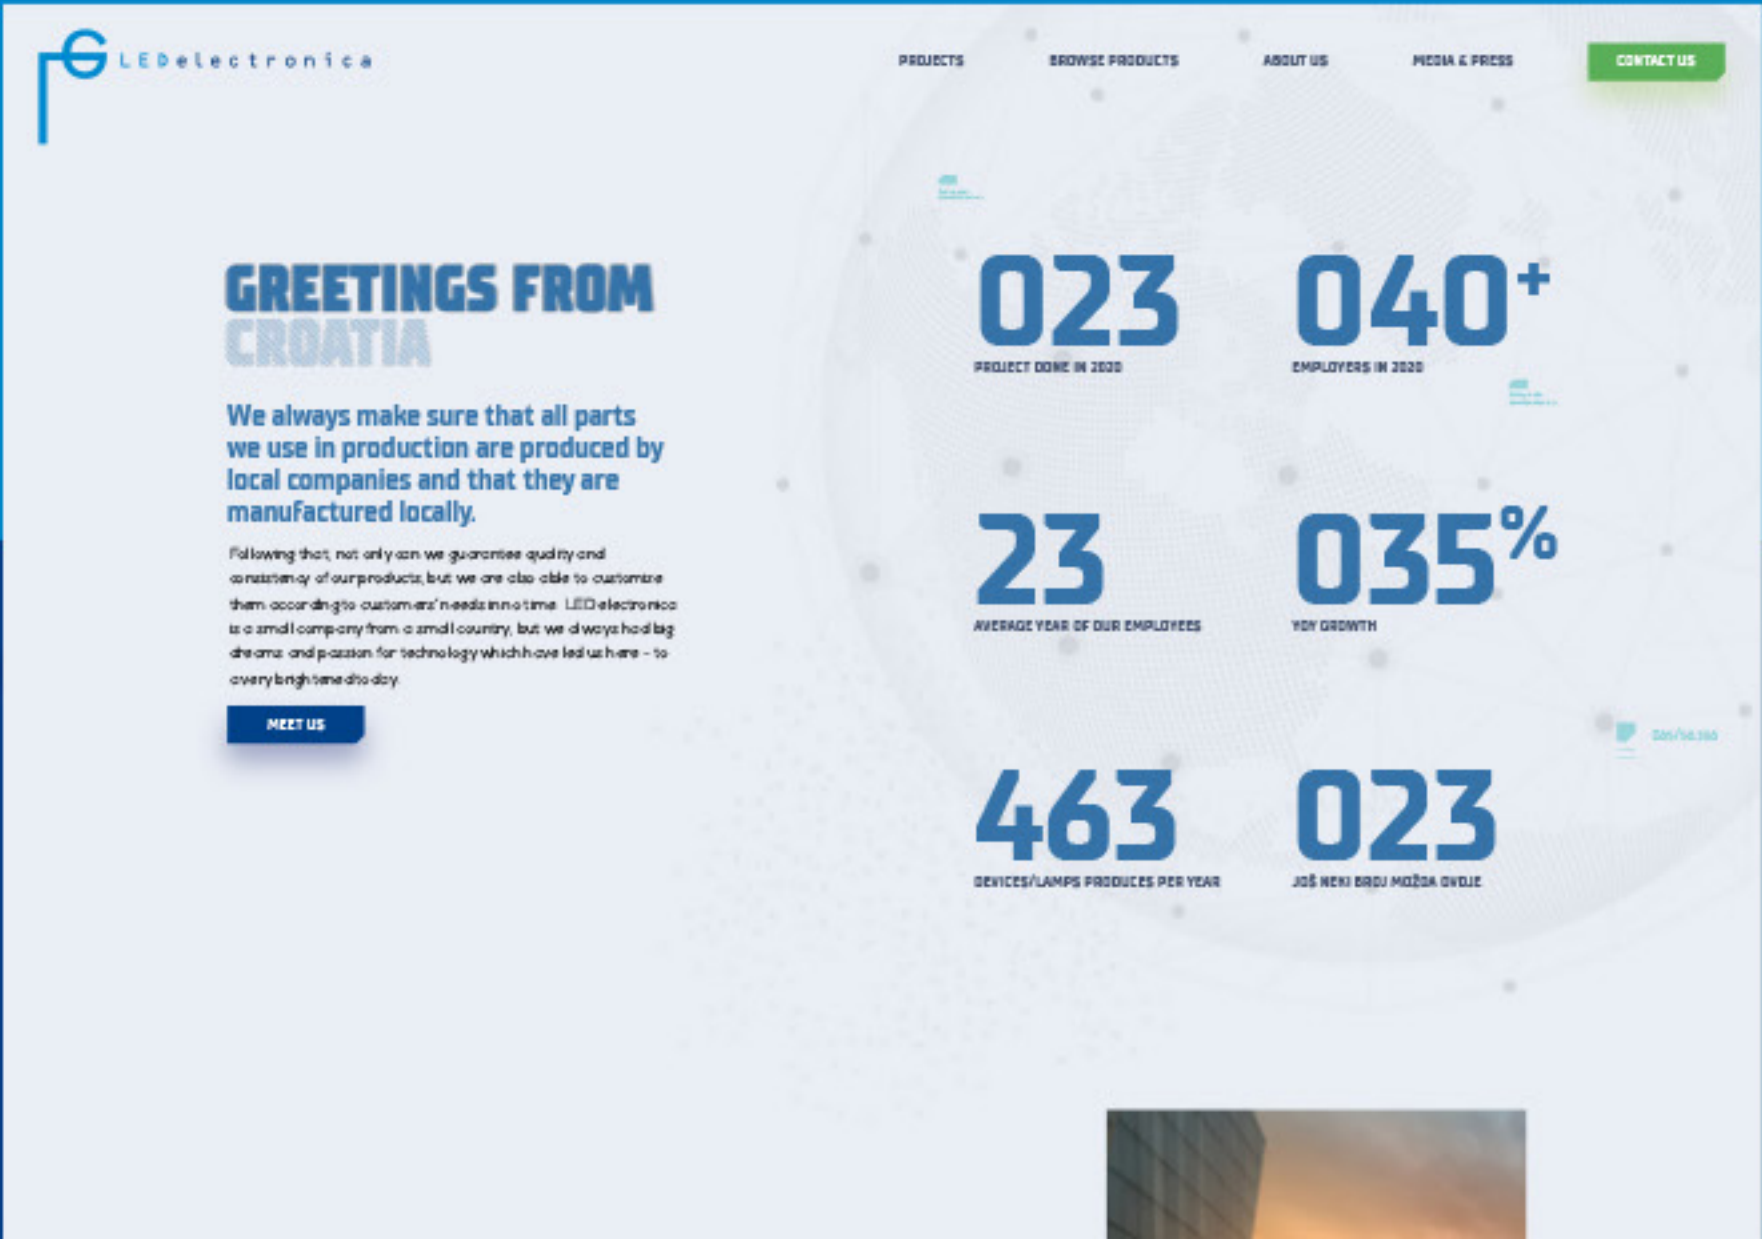 LEDelectronica
PROJECTS
BROWSE PRODUCTS
ABOUT US
MEDIA & PRESS
CONTACT US
GREETINGS FROM
CROATIA
We always make sure that all parts
we use in production are produced by
local companies and that they are
manufactured locally.
Following that, not only can we guarantee quality and
consistency of our products, but we are also able to customize
them according to customers' needs in no time. LED electronica
is a small company from a small country, but we always had big
dreams and passion for technology which have led us here – to
a very brightened today.
MEET US
023
PROJECT DONE IN 2020
040+
EMPLOYERS IN 2020
23
AVERAGE YEAR OF OUR EMPLOYEES
035%
YOY GROWTH
463
DEVICES/LAMPS PRODUCES PER YEAR
023
JOŠ NEKI BROJ MOŽDA OVDJE